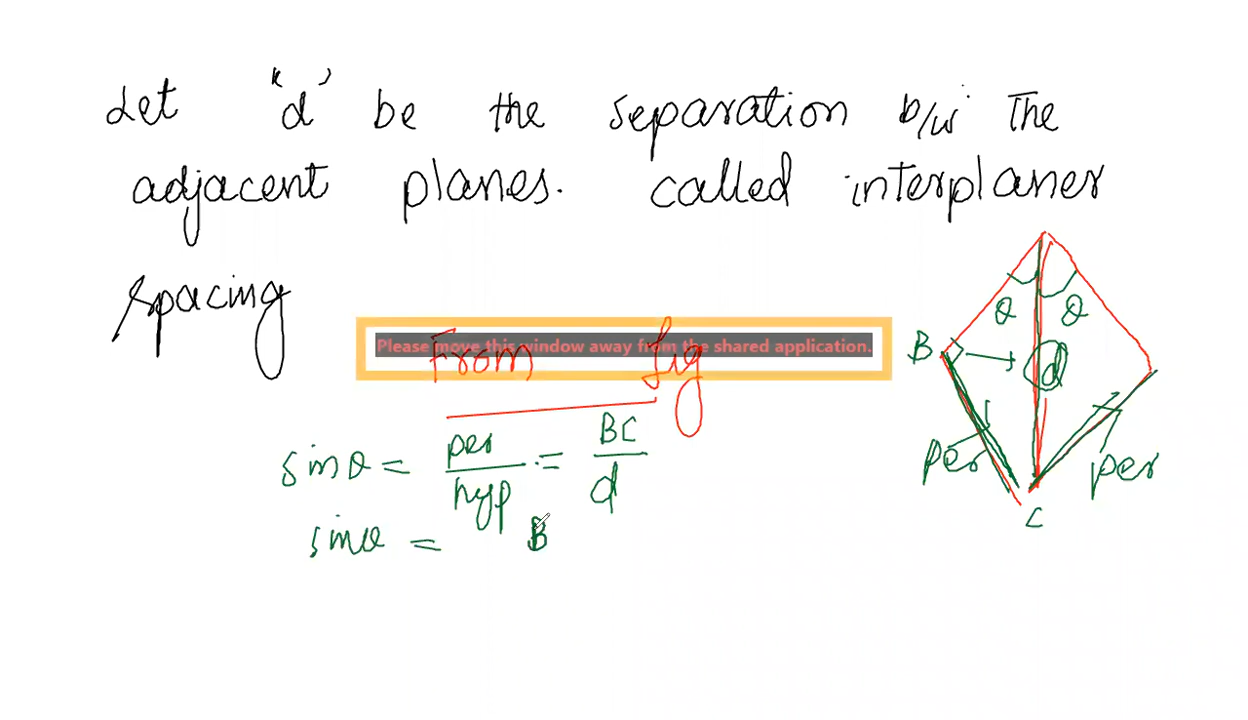 Let "d" be the separation b/w The
adjacent planes. called interplaner
spacing
Please move this window away from the shared application.
From fig
sinθ = per/hyp = BC/d
sinθ = B
θ θ
B d
per per
C